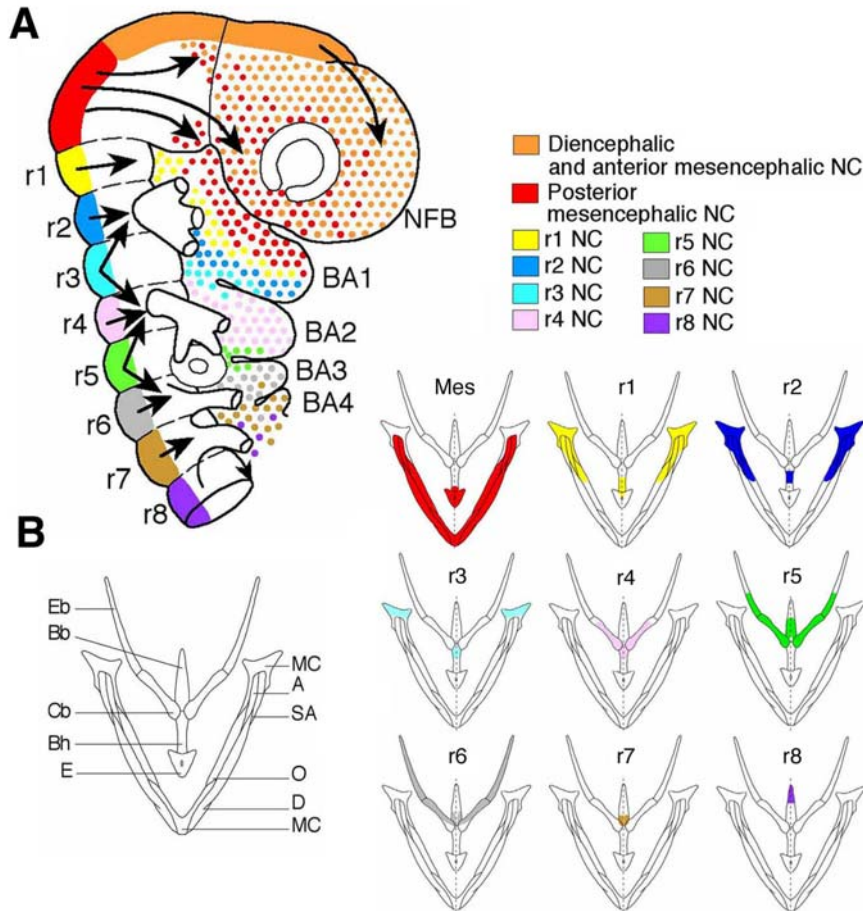 A
r1
r2
r3
r4
r5
r6
r7
r8
NFB
BA1
BA2
BA3
BA4
Diencephalic
and anterior mesencephalic NC
Posterior
mesencephalic NC
r1 NC
r2 NC
r3 NC
r4 NC
r5 NC
r6 NC
r7 NC
r8 NC
B
Eb
Bb
Cb
Bh
E
MC
A
SA
O
D
MC
Mes
r1
r2
r3
r4
r5
r6
r7
r8